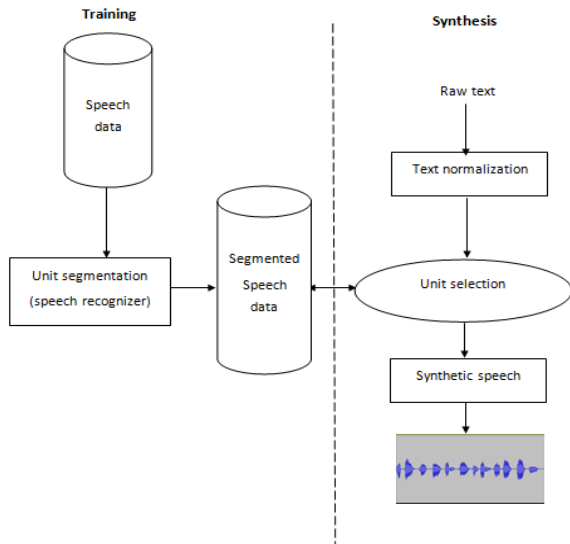 Training
Speech
data
Unit segmentation
(speech recognizer)
Segmented
Speech
data
Synthesis
Raw text
Text normalization
Unit selection
Synthetic speech